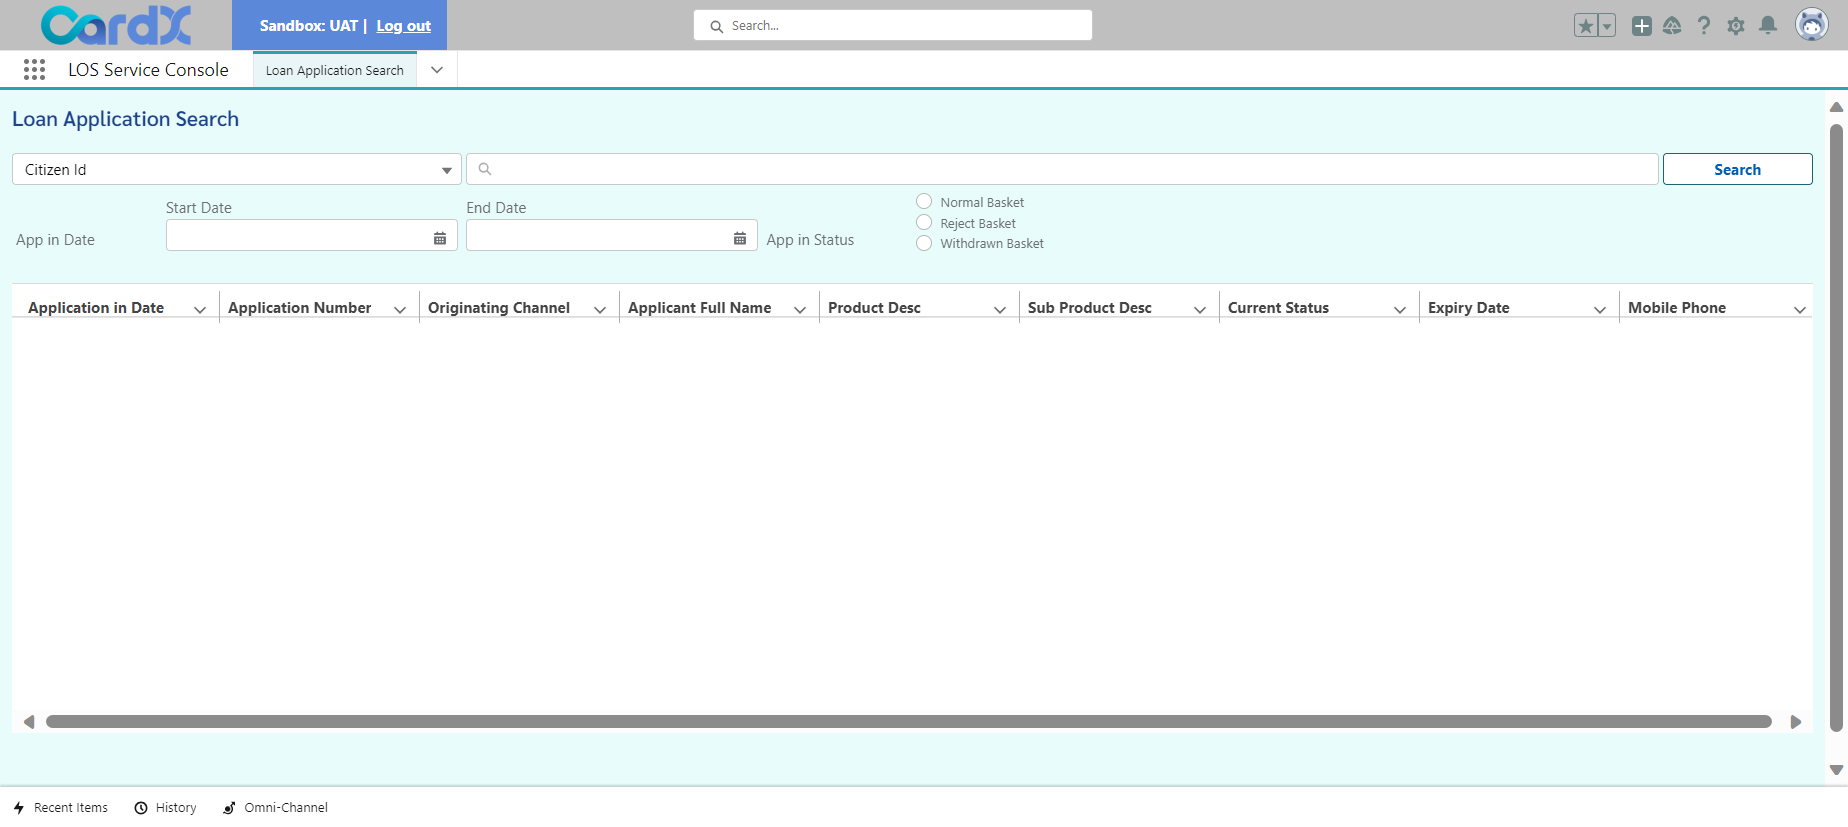 CardX
Sandbox: UAT | Log out
Search...
LOS Service Console
Loan Application Search
Loan Application Search
Citizen Id
Search
Start Date
End Date
App in Date
App in Status
Normal Basket
Reject Basket
Withdrawn Basket
Application in Date Application Number Originating Channel Applicant Full Name Product Desc Sub Product Desc Current Status Expiry Date Mobile Phone
Recent Items History Omni-Channel